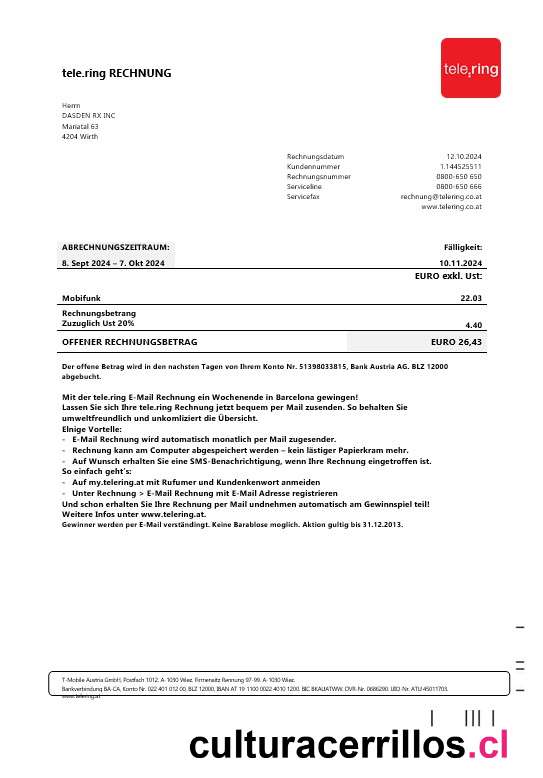 tele.ring RECHNUNG
tele.ring
Herrn
DASDEN RX INC
Manatal 63
4204 Wirth
Rechnungsdatum 12.10.2024
Kundennummer 1.144525511
Rechnungsnummer 0800-650 650
Serviceline 0800-650 666
Servicefax rechnung@telering.co.at
www.telering.co.at
ABRECHNUNGSZEITRAUM: Fälligkeit:
8. Sept 2024 – 7. Okt 2024 10.11.2024
EURO exkl. Ust:
Mobifunk 22.03
Rechnungsbetrang
Zuzuglich Ust 20% 4.40
OFFENER RECHNUNGSBETRAG EURO 26,43
Der offene Betrag wird in den nachsten Tagen von Ihrem Konto Nr. 51398033815, Bank Austria AG. BLZ 12000
abgebucht.
Mit der tele.ring E-Mail Rechnung ein Wochenende in Barcelona gewingen!
Lassen Sie sich Ihre tele.ring Rechnung jetzt bequem per Mail zusenden. So behalten Sie
umweltfreundlich und unkomliziert die Übersicht.
Elnige Vortelle:
- E-Mail Rechnung wird automatisch monatlich per Mail zugesender.
- Rechnung kann am Computer abgespeichert werden – kein lästiger Papierkram mehr.
- Auf Wunsch erhalten Sie eine SMS-Benachrichtigung, wenn Ihre Rechnung eingetroffen ist.
So einfach geht's:
- Auf my.telering.at mit Rufumer und Kundenkenwort anmeiden
- Unter Rechnung > E-Mail Rechnung mit E-Mail Adresse registrieren
Und schon erhalten Sie Ihre Rechnung per Mail undnehmen automatisch am Gewinnspiel teil!
Weitere Infos unter www.telering.at.
Gewinner werden per E-Mail verständingt. Keine Barablose moglich. Aktion gultig bis 31.12.2013.
T-Mobile Austria GmbH, Postfach 1012. A-1030 Wiez. Firmensitz Rennung 97-99. A-1030 Wiez.
Bankverbindung BA-CA, Konto Nr. 022 401 012 00, BLZ 12000, IBAN AT 19 1100 0022 4010 1200. BIC BKAUATWW. DVR-Nr. 0686290. UID-Nr. ATU 45011703.
www.telering.at
culturacerrillos.cl